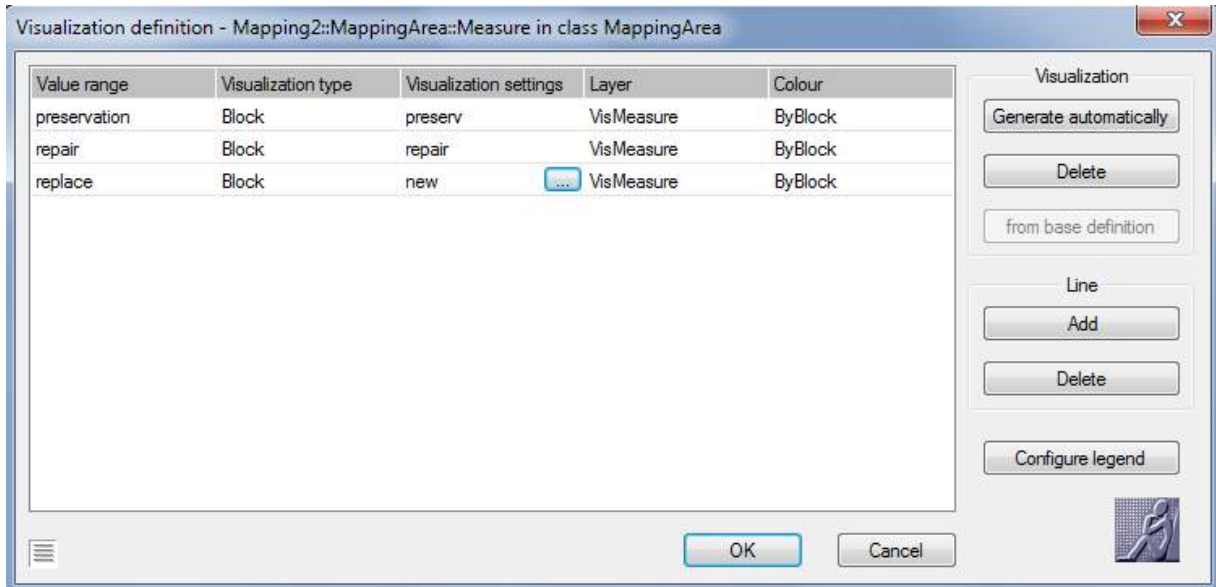 Visualization definition - Mapping2::MappingArea::Measure in class MappingArea
Value range Visualization type Visualization settings Layer Colour
preservation Block preserv VisMeasure ByBlock
repair Block repair VisMeasure ByBlock
replace Block new ... VisMeasure ByBlock
Visualization
Generate automatically
Delete
from base definition
Line
Add
Delete
Configure legend
OK Cancel